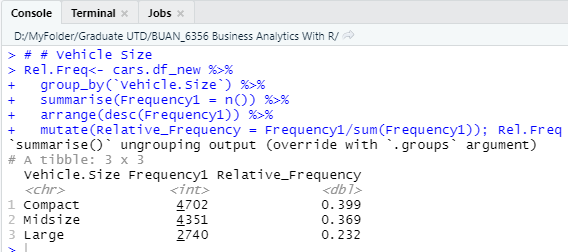 Console Terminal × Jobs ×
D:/MyFolder/Graduate UTD/BUAN_6356 Business Analytics With R/
> # # Vehicle Size
> Rel.Freq<- cars.df_new %>%
+   group_by(`Vehicle.Size`) %>%
+   summarise(Frequency1 = n()) %>%
+   arrange(desc(Frequency1)) %>%
+   mutate(Relative_Frequency = Frequency1/sum(Frequency1)); Rel.Freq
`summarise()` ungrouping output (override with `.groups` argument)
# A tibble: 3 x 3
  Vehicle.Size Frequency1 Relative_Frequency
  <chr>             <int>              <dbl>
1 Compact            4702              0.399
2 Midsize            4351              0.369
3 Large              2740              0.232
>